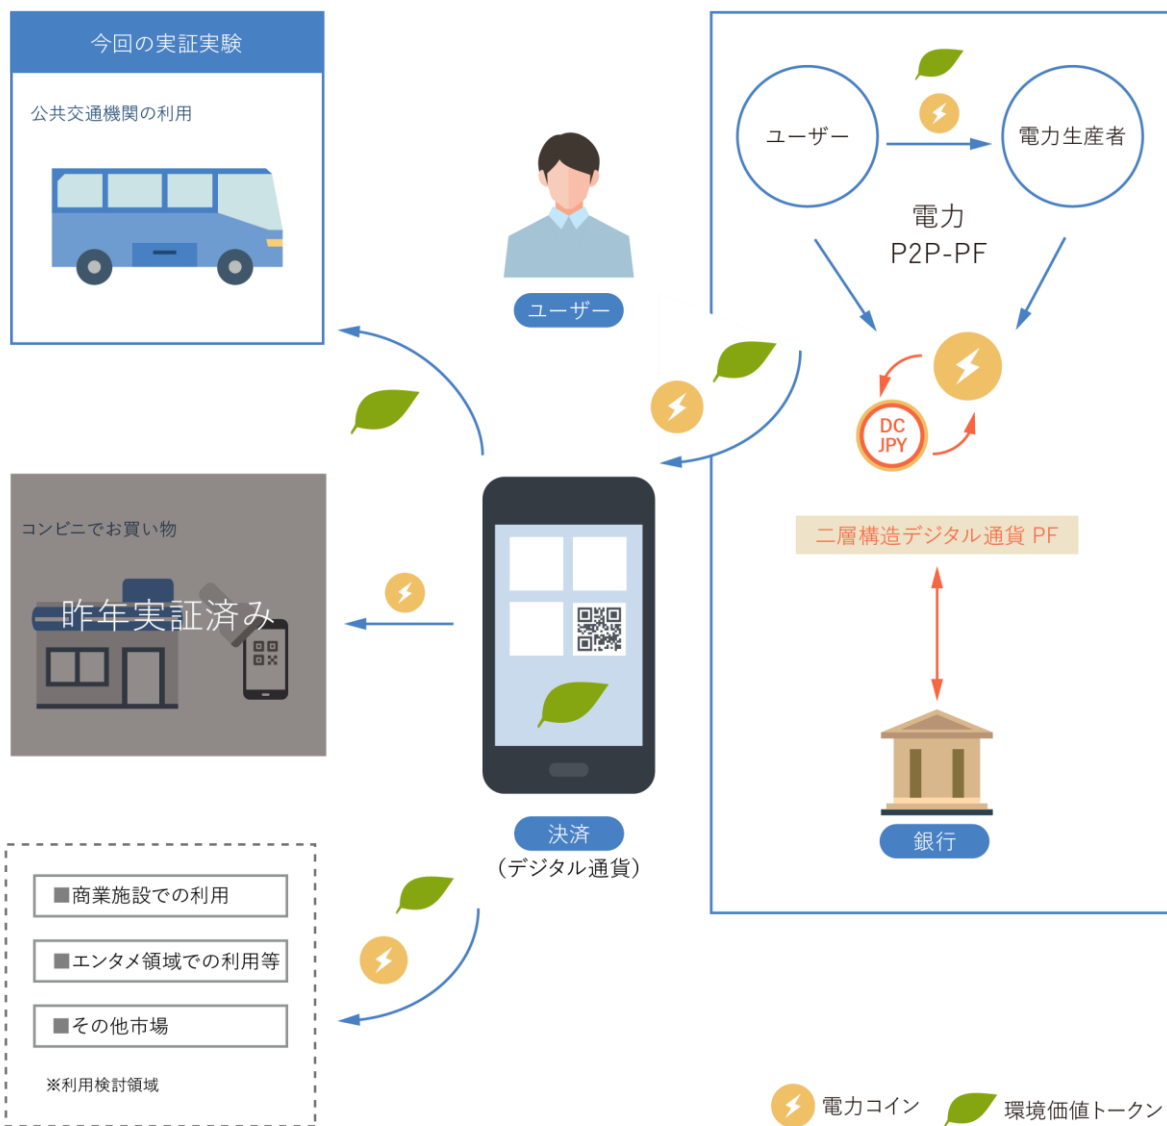 今回の実証実験
公共交通機関の利用
ユーザー
ユーザー
電力生産者
電力
P2P-PF
DC
JPY
二層構造デジタル通貨 PF
銀行
コンビニでお買い物
昨年実証済み
決済
(デジタル通貨)
■商業施設での利用
■エンタメ領域での利用等
■その他市場
※利用検討領域
電力コイン
環境価値トークン